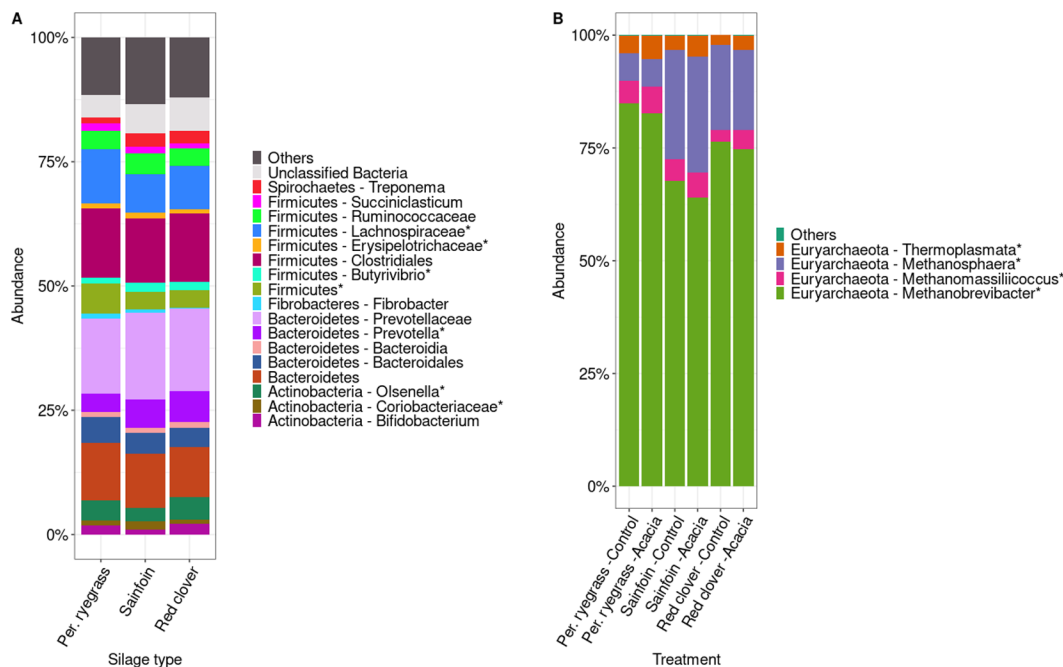 A
100%
75%
50%
25%
0%
Abundance
Per. ryegrass
Sainfoin
Red clover
Silage type
Others
Unclassified Bacteria
Spirochaetes - Treponema
Firmicutes - Succiniclasticum
Firmicutes - Ruminococcaceae
Firmicutes - Lachnospiraceae*
Firmicutes - Erysipelotrichaceae*
Firmicutes - Clostridiales
Firmicutes - Butyrivibrio*
Firmicutes*
Fibrobacteres - Fibrobacter
Bacteroidetes - Prevotellaceae
Bacteroidetes - Prevotella*
Bacteroidetes - Bacteroidia
Bacteroidetes - Bacteroidales
Bacteroidetes
Actinobacteria - Olsenella*
Actinobacteria - Coriobacteriaceae*
Actinobacteria - Bifidobacterium
B
100%
75%
50%
25%
0%
Abundance
Per. ryegrass -Control
Per. ryegrass -Acacia
Sainfoin -Control
Sainfoin -Acacia
Red clover -Control
Red clover -Acacia
Treatment
Others
Euryarchaeota - Thermoplasmata*
Euryarchaeota - Methanosphaera*
Euryarchaeota - Methanomassiliicoccus*
Euryarchaeota - Methanobrevibacter*